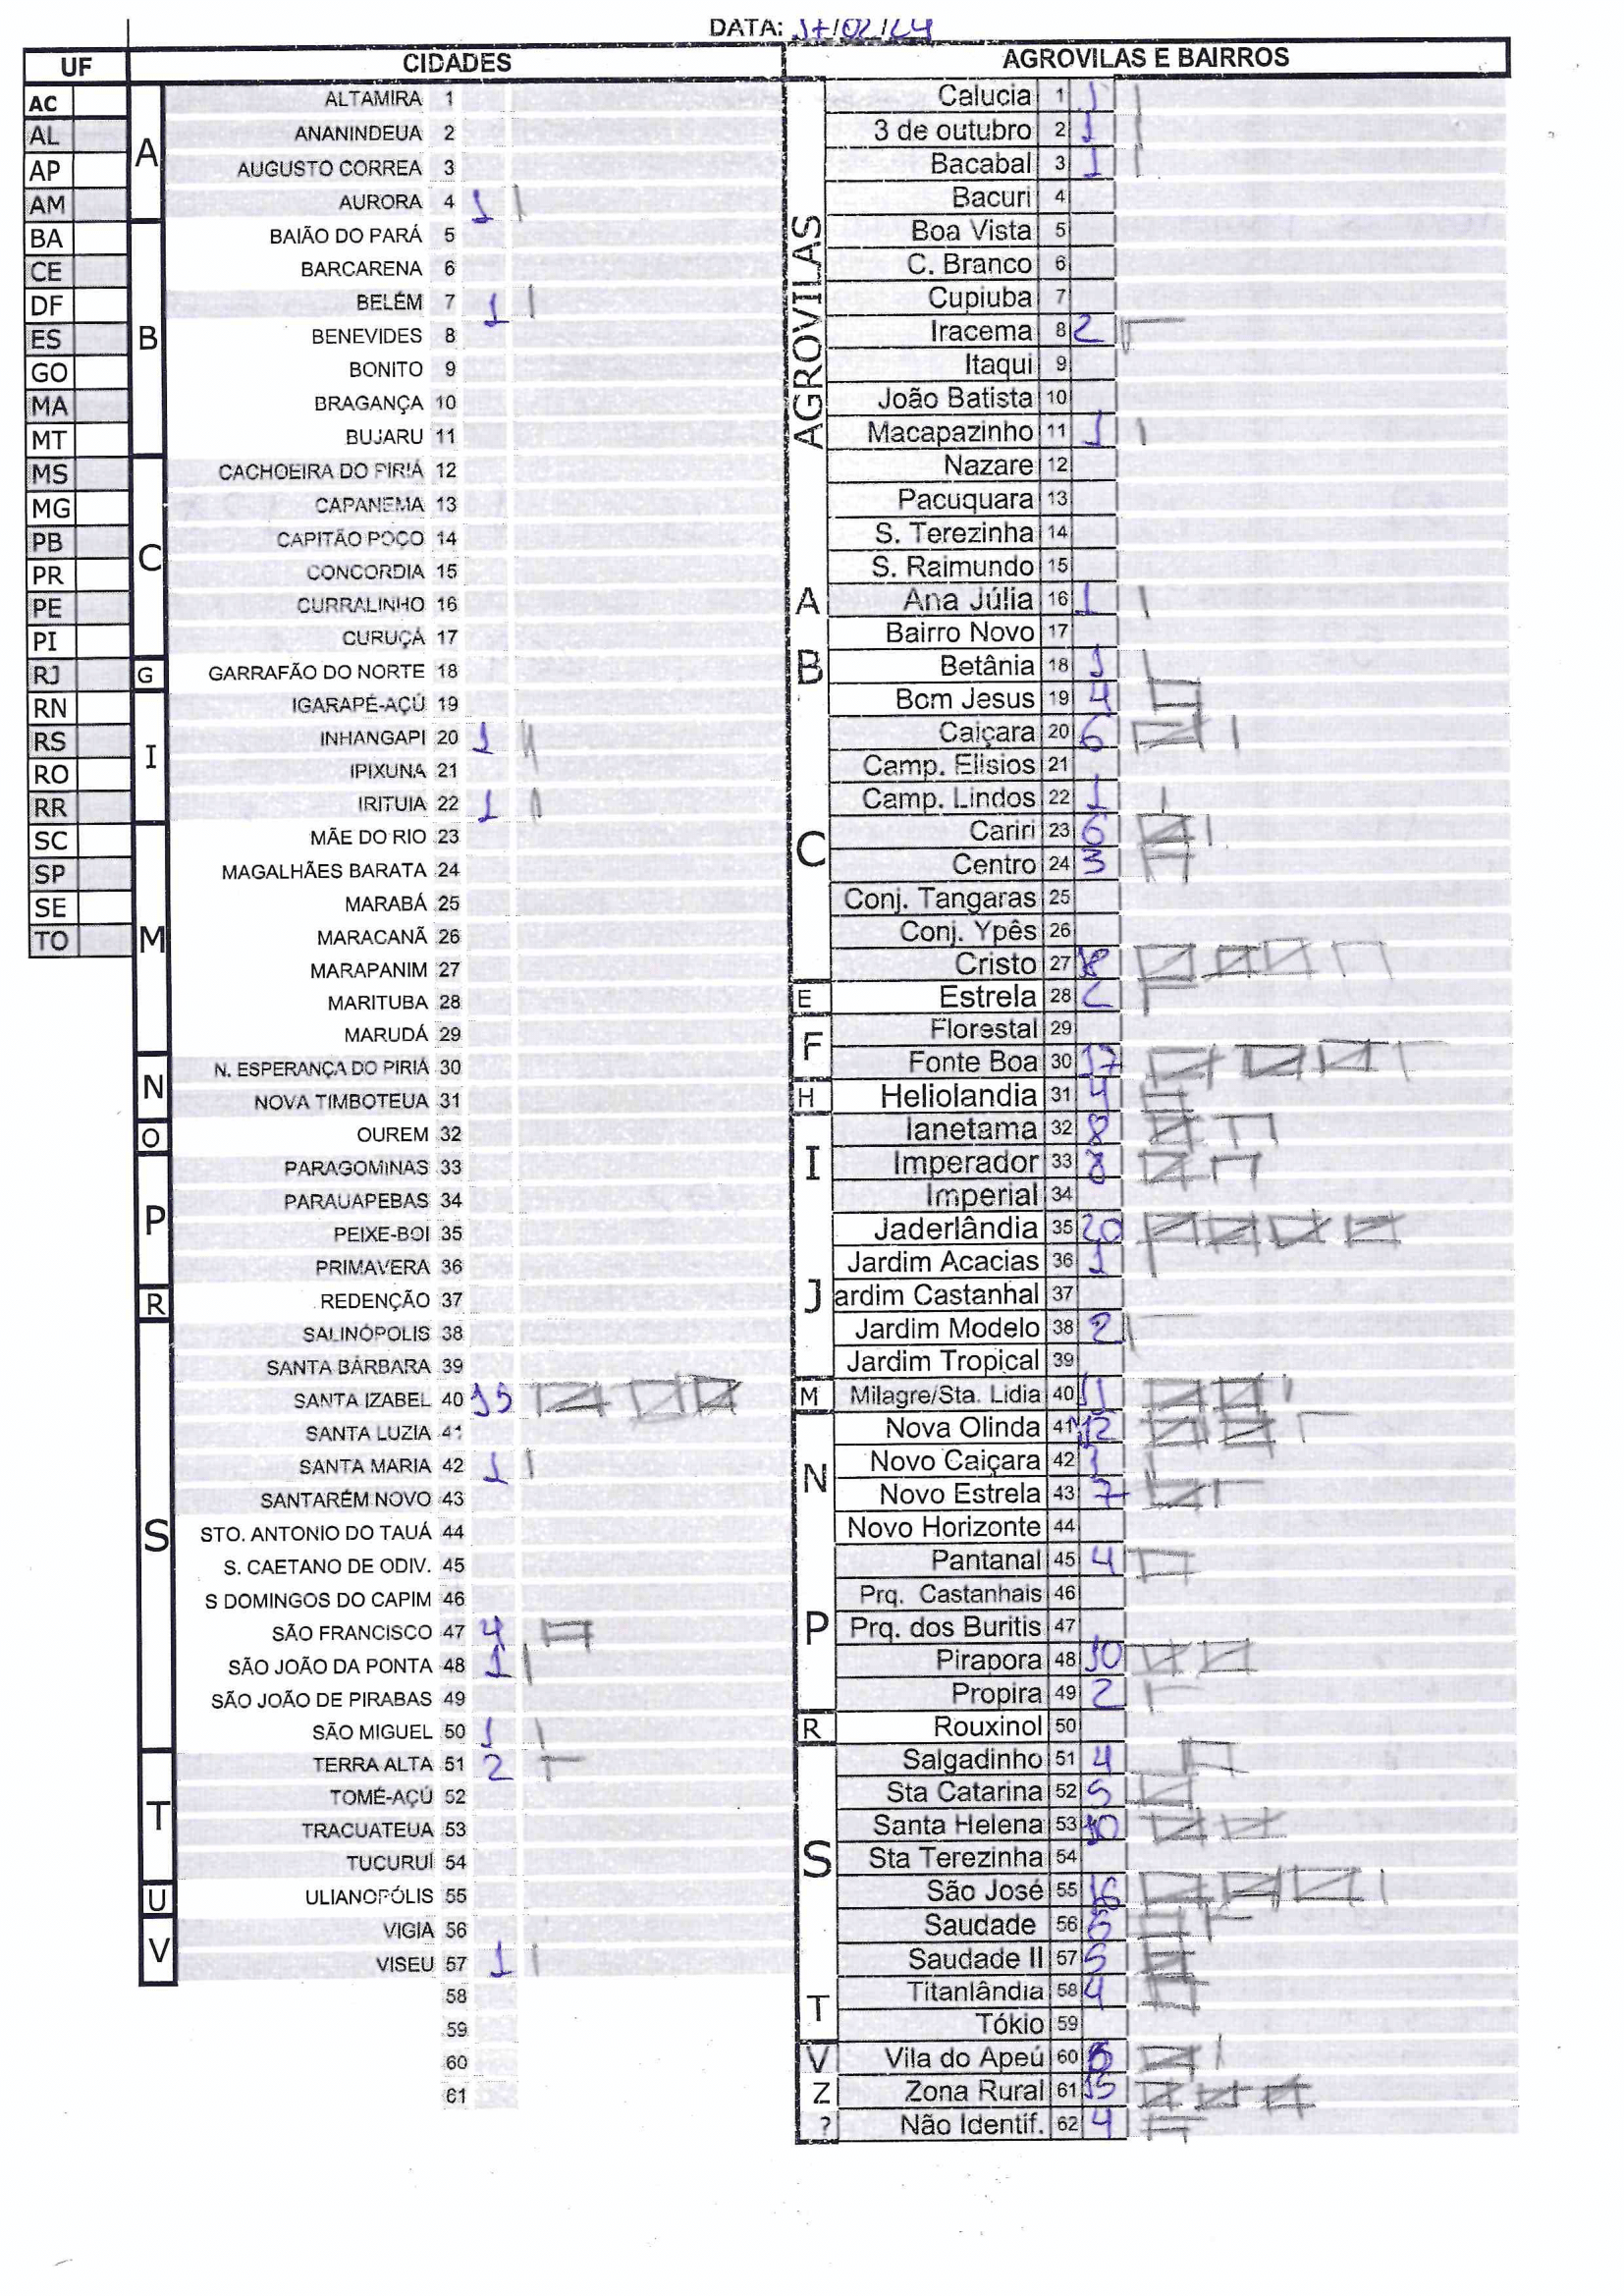 DATA: 17/02/24
UF
CIDADES
AGROVILAS E BAIRROS
AC
AL
AP
AM
BA
CE
DF
ES
GO
MA
MT
MS
MG
PB
PR
PE
PI
RJ
RN
RS
RO
RR
SC
SP
SE
TO
A
ALTAMIRA 1
ANANINDEUA 2
AUGUSTO CORREA 3
AURORA 4 1
B
BAIÃO DO PARÁ 5
BARCARENA 6
BELÉM 7 1
BENEVIDES 8
BONITO 9
BRAGANÇA 10
BUJARU 11
C
CACHOEIRA DO PIRIÁ 12
CAPANEMA 13
CAPITÃO POÇO 14
CONCORDIA 15
CURRALINHO 16
CURUÇÁ 17
G
GARRAFÃO DO NORTE 18
I
IGARAPÉ-AÇÚ 19
INHANGAPI 20 1
IPIXUNA 21
IRITUIA 22 1
M
MÃE DO RIO 23
MAGALHÃES BARATA 24
MARABÁ 25
MARACANÃ 26
MARAPANIM 27
MARITUBA 28
MARUDÁ 29
N
N. ESPERANÇA DO PIRIÁ 30
NOVA TIMBOTEUA 31
O
OUREM 32
P
PARAGOMINAS 33
PARAUAPEBAS 34
PEIXE-BOI 35
PRIMAVERA 36
R
REDENÇÃO 37
S
SALINÓPOLIS 38
SANTA BÁRBARA 39
SANTA IZABEL 40 15
SANTA LUZIA 41
SANTA MARIA 42 1
SANTARÉM NOVO 43
STO. ANTONIO DO TAUÁ 44
S. CAETANO DE ODIV. 45
S DOMINGOS DO CAPIM 46
SÃO FRANCISCO 47 4
SÃO JOÃO DA PONTA 48 1
SÃO JOÃO DE PIRABAS 49
SÃO MIGUEL 50 1
T
TERRA ALTA 51 2
TOMÉ-AÇÚ 52
TRACUATEUA 53
TUCURUÍ 54
U
ULIANOPÓLIS 55
V
VIGIA 56
VISEU 57 1
58
59
60
61
AGROVILAS
Calucia 1 1
3 de outubro 2 1
Bacabal 3 1
Bacuri 4
Boa Vista 5
C. Branco 6
Cupiuba 7
Iracema 8 2
Itaqui 9
João Batista 10
Macapazinho 11 1
Nazare 12
Pacuquara 13
S. Terezinha 14
S. Raimundo 15
A
Ana Júlia 16 1
Bairro Novo 17
B
Betânia 18 1
Bom Jesus 19 4
C
Caiçara 20 6
Camp. Elisios 21
Camp. Lindos 22 1
Cariri 23 6
Centro 24 3
Conj. Tangaras 25
Conj. Ypês 26
Cristo 27 18
E
Estrela 28 2
F
Florestal 29
Fonte Boa 30 17
H
Heliolandia 31 4
I
Ianetama 32 8
Imperador 33 8
Imperial 34
J
Jaderlândia 35 20
Jardim Acacias 36 1
ardim Castanhal 37
Jardim Modelo 38 2
Jardim Tropical 39
M
Milagre/Sta. Lidia 40 11
N
Nova Olinda 41 12
Novo Caiçara 42 1
Novo Estrela 43 7
Novo Horizonte 44
P
Pantanal 45 4
Prq. Castanhais 46
Prq. dos Buritis 47
Pirapora 48 10
Propira 49 2
R
Rouxinol 50
S
Salgadinho 51 4
Sta Catarina 52 5
Santa Helena 53 10
Sta Terezinha 54
São José 55 16
Saudade 56
Saudade II 57 5
T
Titanlândia 58 4
Tókio 59
V
Vila do Apeú 60 6
Z
Zona Rural 61 15
?
Não Identif. 62 4